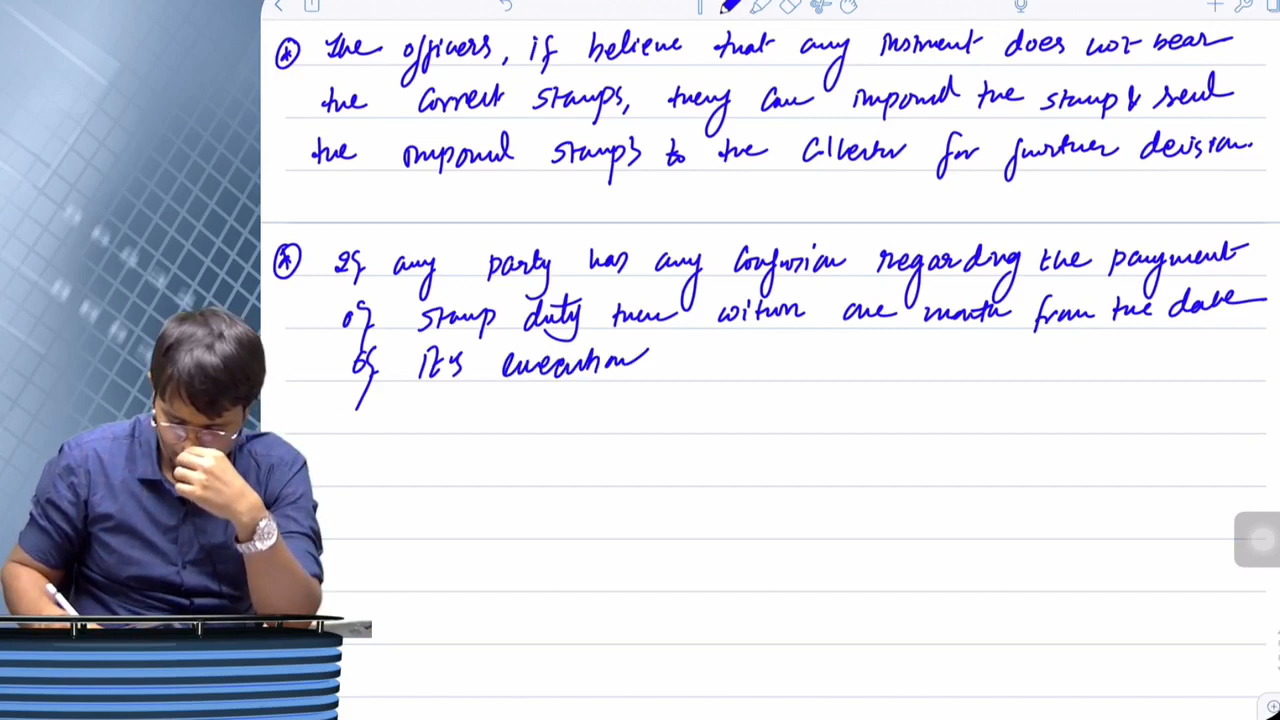 The officers, if believe that any instrument does not bear
the correct stamps, they can impound the stamp & send
the impound stamps to the Collector for further decision.
If any party has any confusion regarding the payment
of stamp duty then within one month from the date
of it's execution